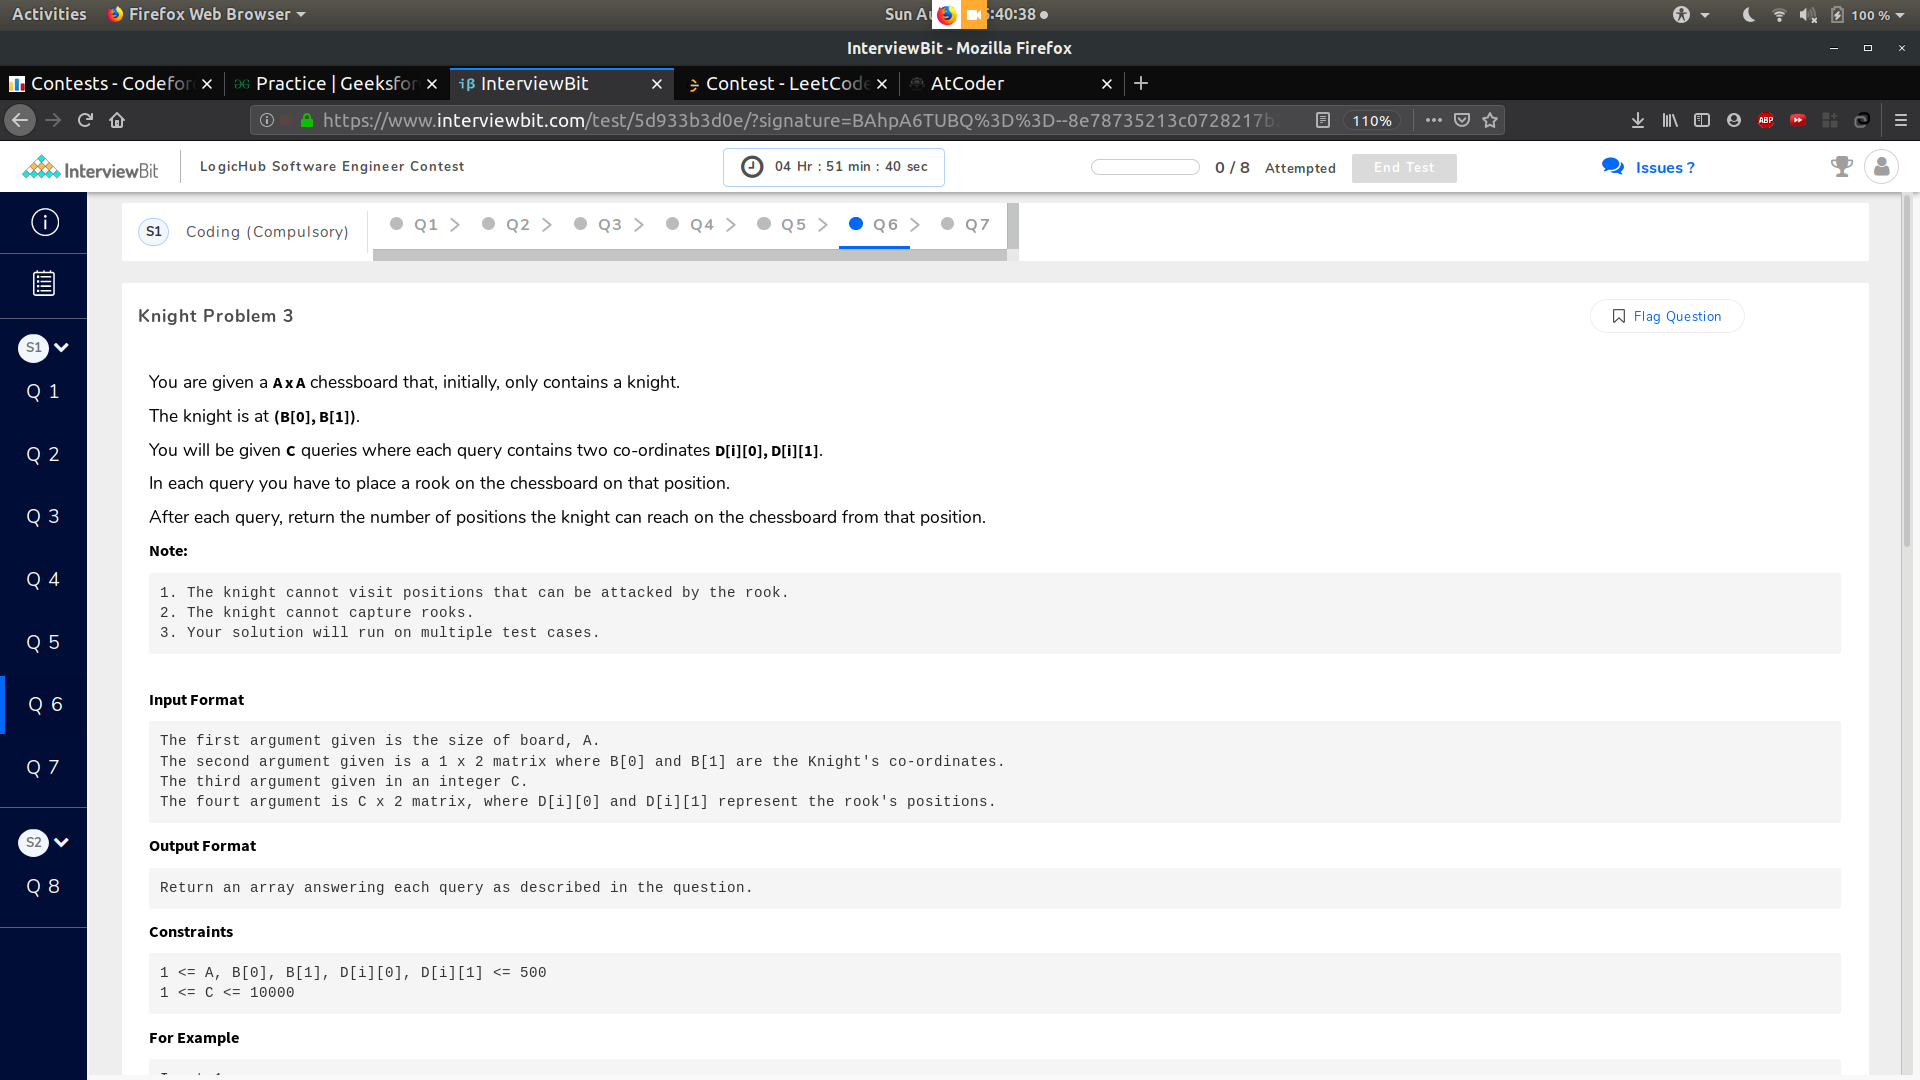 Activities
Firefox Web Browser
Sun Au
5:40:38
100 %
InterviewBit - Mozilla Firefox
Contests - Codefor
Practice | Geeksfor
InterviewBit
Contest - LeetCode
AtCoder
https://www.interviewbit.com/test/5d933b3d0e/?signature=BAhpA6TUBQ%3D%3D--8e78735213c0728217b
110%
ABP
InterviewBit
LogicHub Software Engineer Contest
04 Hr : 51 min : 40 sec
0 / 8 Attempted
End Test
Issues ?
S1 Coding (Compulsory)
Q1 Q2 Q3 Q4 Q5 Q6 Q7
S1
Q 1
Q 2
Q 3
Q 4
Q 5
Q 6
Q 7
S2
Q 8
Knight Problem 3
Flag Question
You are given a A x A chessboard that, initially, only contains a knight.
The knight is at (B[0], B[1]).
You will be given C queries where each query contains two co-ordinates D[i][0], D[i][1].
In each query you have to place a rook on the chessboard on that position.
After each query, return the number of positions the knight can reach on the chessboard from that position.
Note:
1. The knight cannot visit positions that can be attacked by the rook.
2. The knight cannot capture rooks.
3. Your solution will run on multiple test cases.
Input Format
The first argument given is the size of board, A.
The second argument given is a 1 x 2 matrix where B[0] and B[1] are the Knight's co-ordinates.
The third argument given in an integer C.
The fourt argument is C x 2 matrix, where D[i][0] and D[i][1] represent the rook's positions.
Output Format
Return an array answering each query as described in the question.
Constraints
1 <= A, B[0], B[1], D[i][0], D[i][1] <= 500
1 <= C <= 10000
For Example